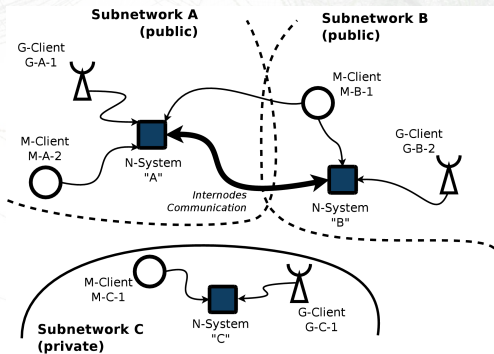 Subnetwork A
(public)
Subnetwork B
(public)
G-Client
G-A-1
M-Client
M-B-1
M-Client
M-A-2
N-System
"A"
G-Client
G-B-2
Internodes
Communication
N-System
"B"
M-Client
M-C-1
N-System
"C"
G-Client
G-C-1
Subnetwork C
(private)